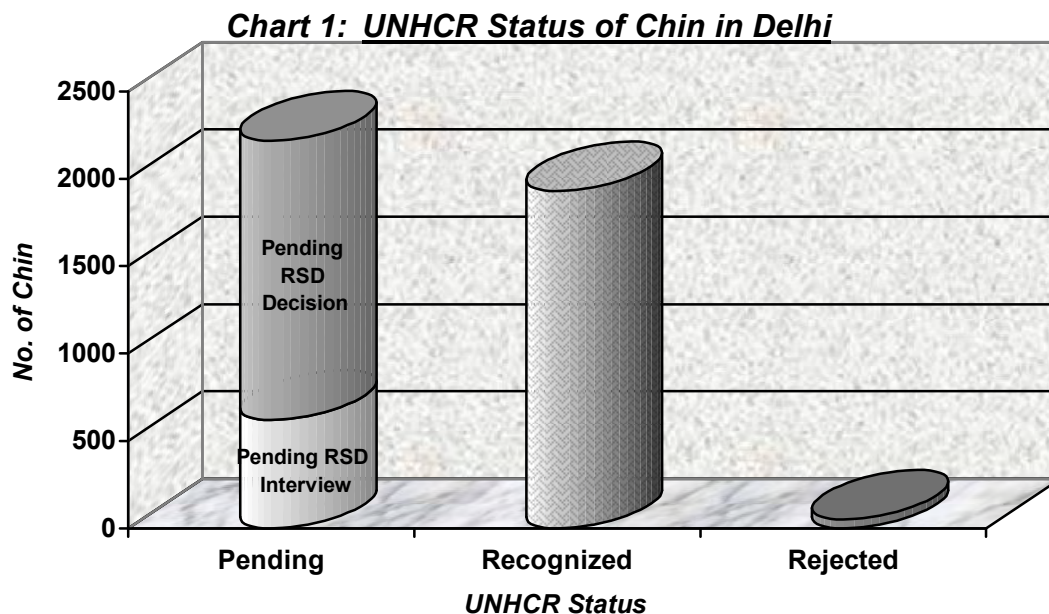 Chart 1: UNHCR Status of Chin in Delhi
2500
2000
1500
1000
500
0
No. of Chin
Pending
RSD
Decision
Pending RSD
Interview
Pending
Recognized
Rejected
UNHCR Status